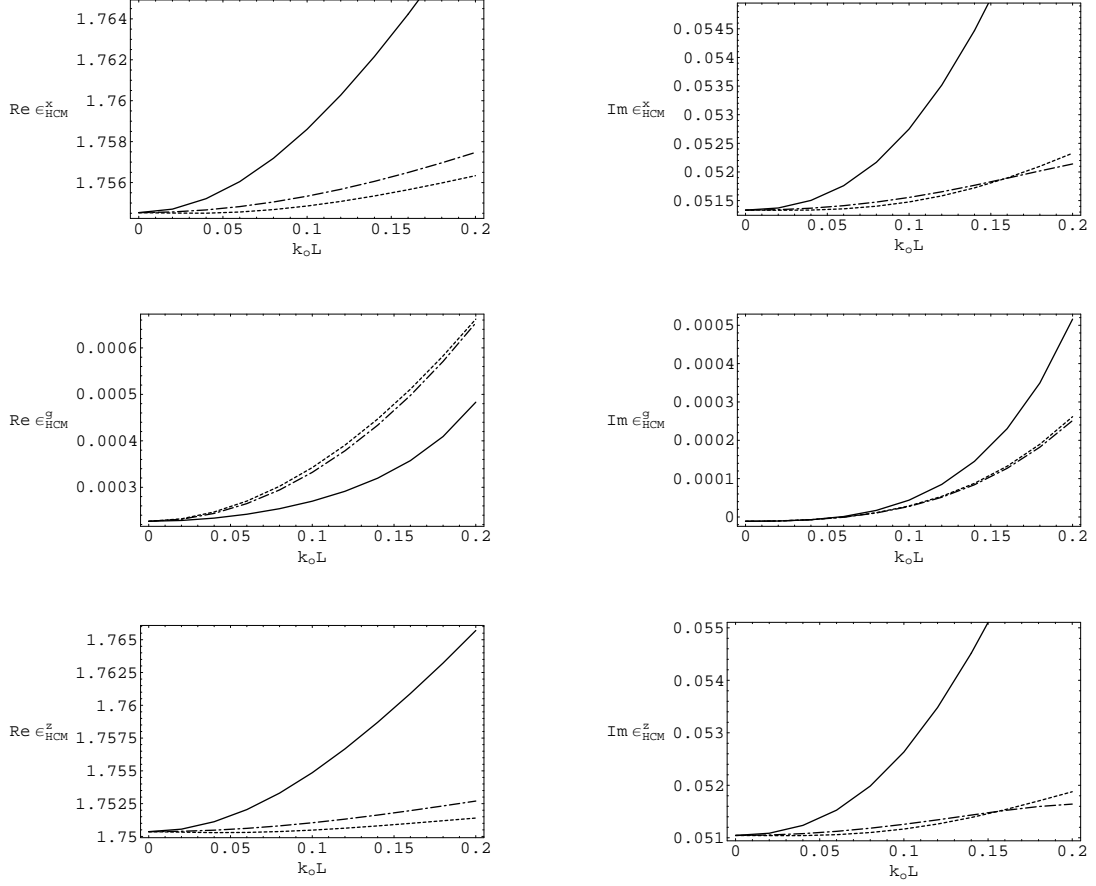 1.764
1.762
1.76
1.758
1.756
Re ϵ^x_HCM
0.05 0.1 0.15 0.2
k_oL
0.0545
0.054
0.0535
0.053
0.0525
0.052
0.0515
Im ϵ^x_HCM
0 0.05 0.1 0.15 0.2
k_oL
0.0006
0.0005
0.0004
0.0003
Re ϵ^g_HCM
0 0.05 0.1 0.15 0.2
k_oL
0.0005
0.0004
0.0003
0.0002
0.0001
0
Im ϵ^g_HCM
0 0.05 0.1 0.15 0.2
k_oL
1.765
1.7625
1.76
1.7575
1.755
1.7525
1.75
Re ϵ^z_HCM
0 0.05 0.1 0.15 0.2
k_oL
0.055
0.054
0.053
0.052
0.051
Im ϵ^z_HCM
0 0.05 0.1 0.15 0.2
k_oL